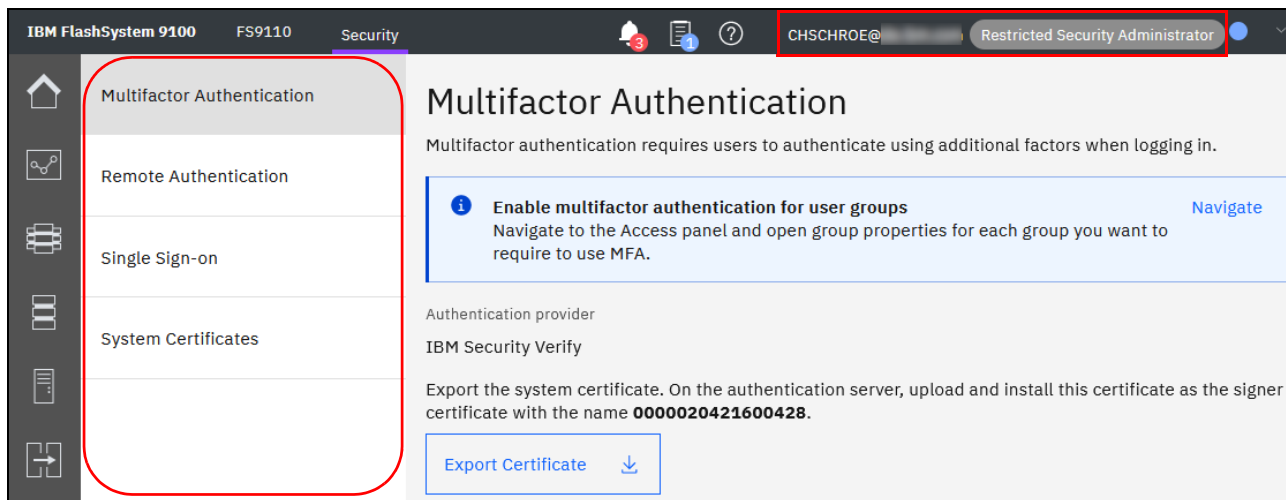 IBM FlashSystem 9100 FS9110 Security 3 1 CHSCHROE@ Restricted Security Administrator
Multifactor Authentication
Remote Authentication
Single Sign-on
System Certificates
Multifactor Authentication
Multifactor authentication requires users to authenticate using additional factors when logging in.
Enable multifactor authentication for user groups Navigate
Navigate to the Access panel and open group properties for each group you want to
require to use MFA.
Authentication provider
IBM Security Verify
Export the system certificate. On the authentication server, upload and install this certificate as the signer
certificate with the name 0000020421600428.
Export Certificate